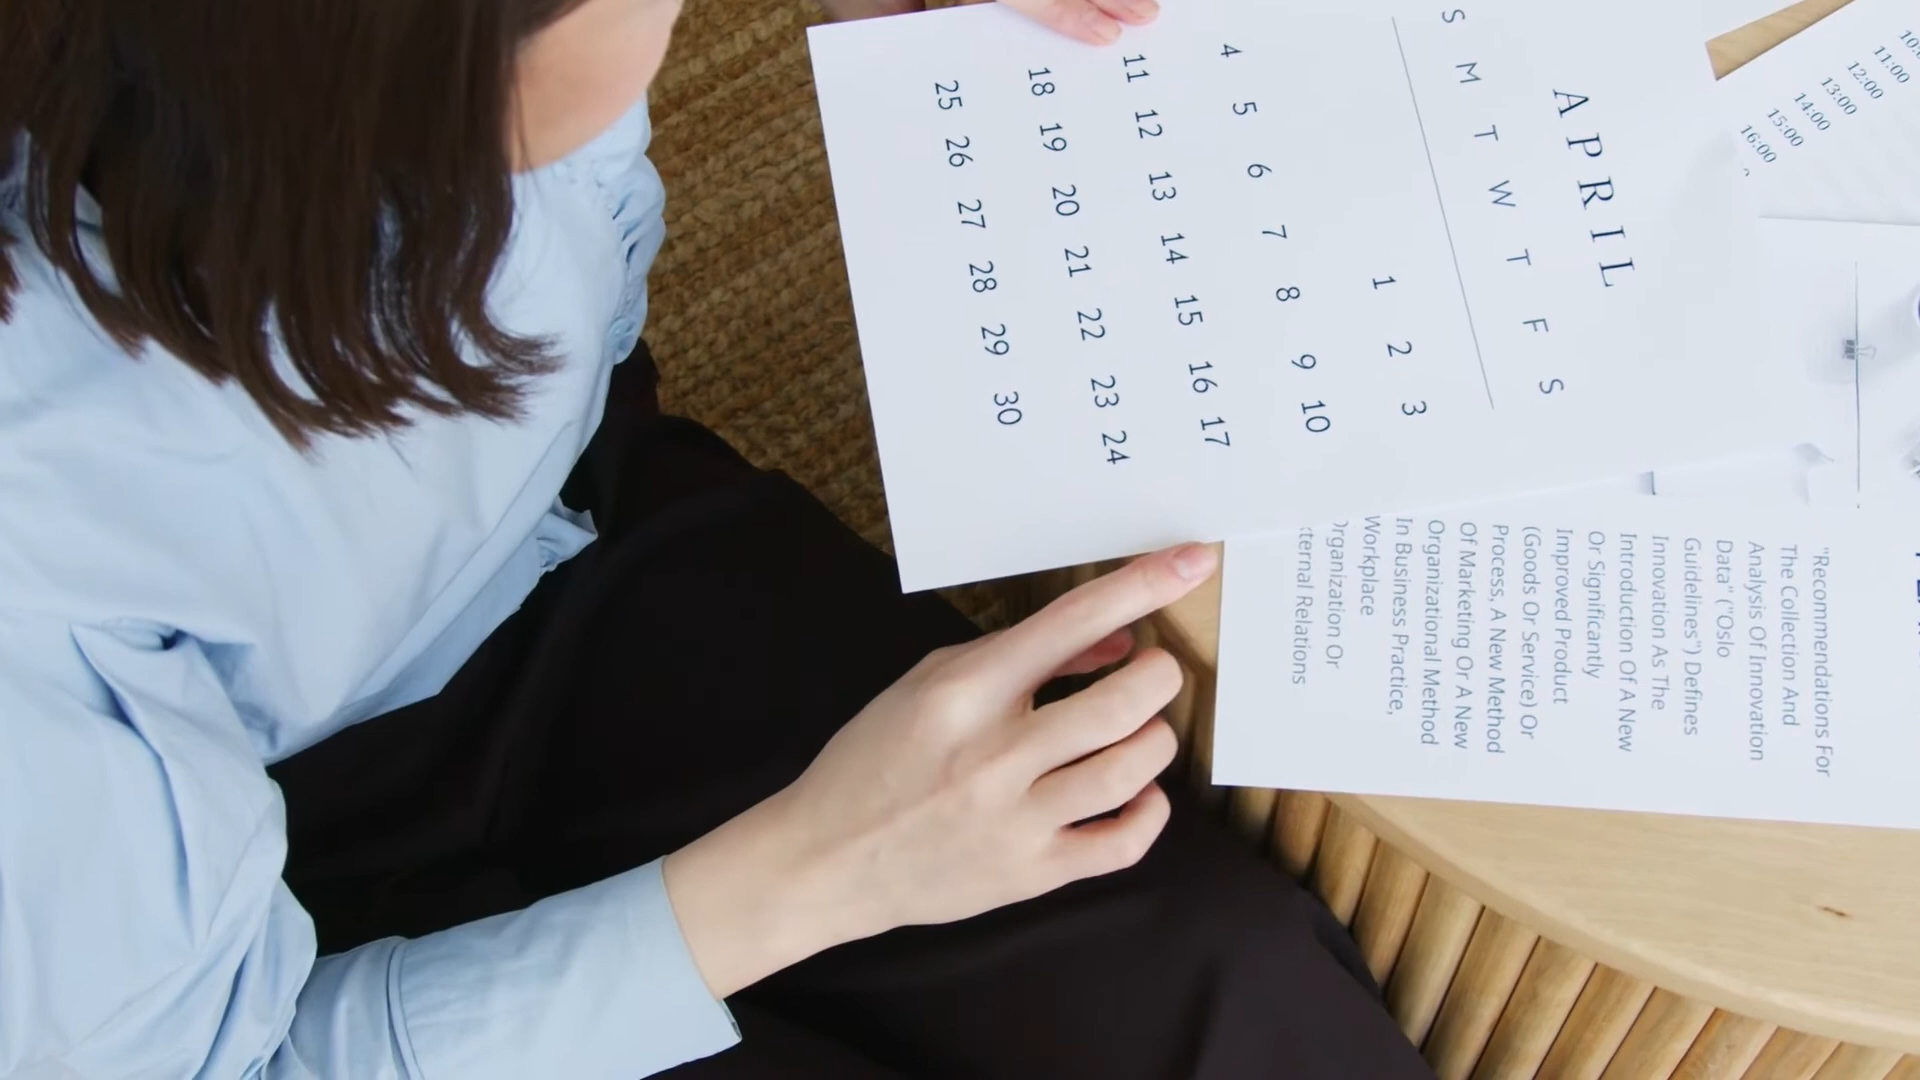 APRIL
S M T W T F S
1 2 3
4 5 6 7 8 9 10
11 12 13 14 15 16 17
18 19 20 21 22 23 24
25 26 27 28 29 30
"Recommendations For
The Collection And
Analysis Of Innovation
Data" ("Oslo
Guidelines") Defines
Innovation As The
Introduction Of A New
Or Significantly
Improved Product
(Goods Or Service) Or
Process, A New Method
Of Marketing Or A New
Organizational Method
In Business Practice,
Workplace
Organization Or
Relations
11:00
12:00
13:00
14:00
15:00
16:00